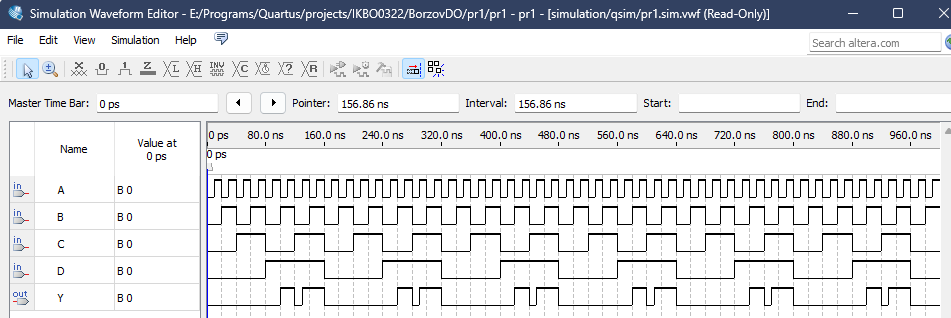 Simulation Waveform Editor - E:/Programs/Quartus/projects/IKBO0322/BorzovDO/pr1/pr1 - pr1 - [simulation/qsim/pr1.sim.vwf (Read-Only)]
File Edit View Simulation Help
Search altera.com
Master Time Bar: 0 ps Pointer: 156.86 ns Interval: 156.86 ns Start: End:
Name Value at 0 ps
0 ps 80.0 ns 160.0 ns 240.0 ns 320.0 ns 400.0 ns 480.0 ns 560.0 ns 640.0 ns 720.0 ns 800.0 ns 880.0 ns 960.0 ns
0 ps
in A B 0
in B B 0
in C B 0
in D B 0
out Y B 0